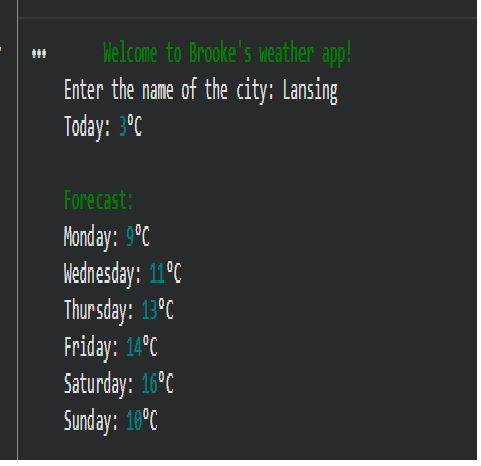 Welcome to Brooke's weather app!
Enter the name of the city: Lansing
Today: 3°C
Forecast:
Monday: 9°C
Wednesday: 11°C
Thursday: 13°C
Friday: 14°C
Saturday: 16°C
Sunday: 10°C